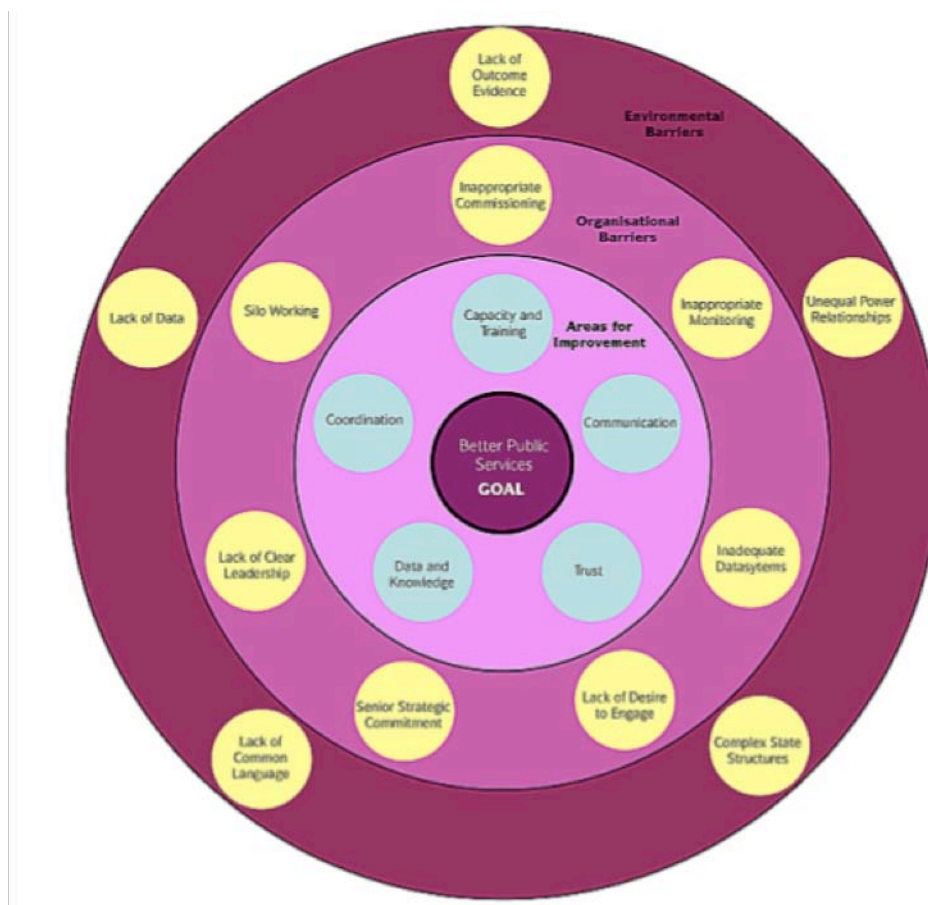 Lack of
Outcome
Evidence
Environmental
Barriers
Inappropriate
Commissioning
Organisational
Barriers
Lack of Data
Silo Working
Capacity and
Training
Areas for
Improvement
Inappropriate
Monitoring
Unequal Power
Relationships
Coordination
Communication
Better Public
Services
GOAL
Lack of Clear
Leadership
Data and
Knowledge
Trust
Inadequate
Datasytems
Senior Strategic
Commitment
Lack of Desire
to Engage
Lack of
Common
Language
Complex State
Structures